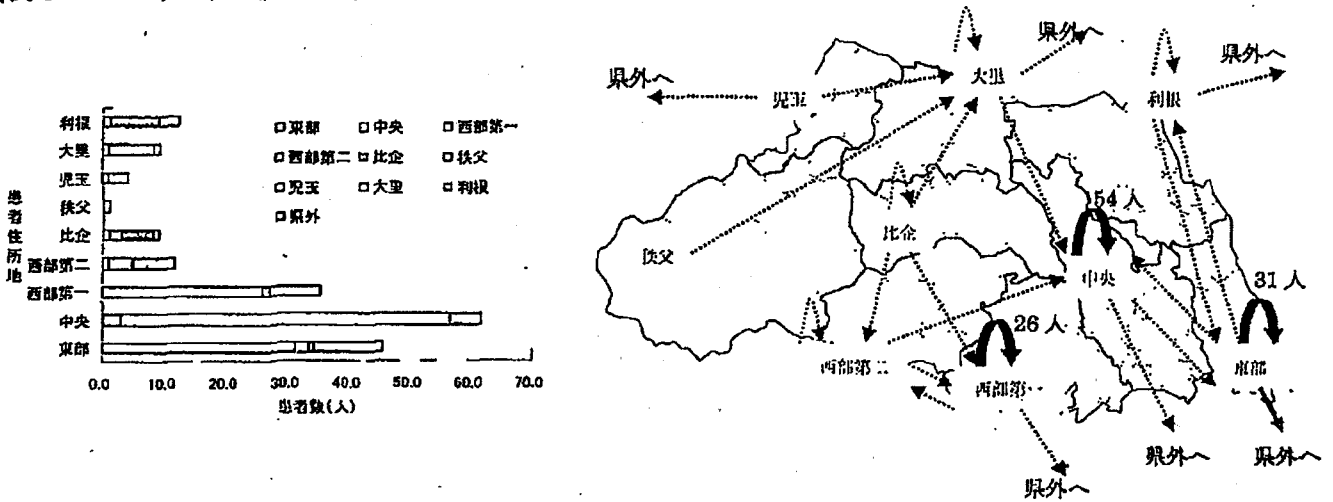 利根
大里
児玉
秩父
比企
西部第二
西部第一
中央
東部
患者住所地
0.0 10.0 20.0 30.0 40.0 50.0 60.0 70.0
患者数(人)
東部 中央 西部第一
西部第二 比企 秩父
児玉 大里 利根
県外
県外へ
県外へ
県外へ
大里
児玉
利根
54人
比企
秩父
中央
31人
26人
西部第二
西部第一
東部
県外へ
県外へ
県外へ